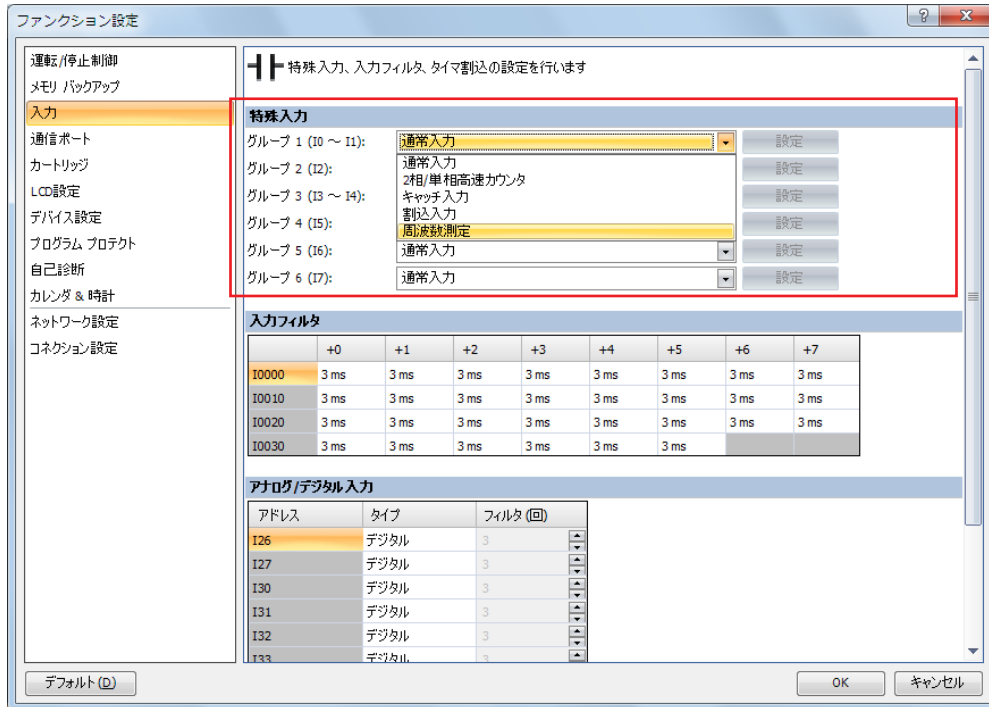 ファンクション設定
運転/停止制御
メモリ バックアップ
入力
通信ポート
カートリッジ
LCD設定
デバイス設定
プログラム プロテクト
自己診断
カレンダ & 時計
ネットワーク設定
コネクション設定
特殊入力、入力フィルタ、タイマ割込の設定を行います
特殊入力
グループ 1 (I0 ~ I1): 通常入力 設定
グループ 2 (I2): 通常入力 設定
2相/単相高速カウンタ
グループ 3 (I3 ~ I4): キャッチ入力 設定
割込入力
グループ 4 (I5): 周波数測定 設定
グループ 5 (I6): 通常入力 設定
グループ 6 (I7): 通常入力 設定
入力フィルタ
+0 +1 +2 +3 +4 +5 +6 +7
I0000 3 ms 3 ms 3 ms 3 ms 3 ms 3 ms 3 ms 3 ms
I0010 3 ms 3 ms 3 ms 3 ms 3 ms 3 ms 3 ms 3 ms
I0020 3 ms 3 ms 3 ms 3 ms 3 ms 3 ms 3 ms 3 ms
I0030 3 ms 3 ms 3 ms 3 ms 3 ms 3 ms
アナログ/デジタル入力
アドレス タイプ フィルタ (回)
I26 デジタル 3
I27 デジタル 3
I30 デジタル 3
I31 デジタル 3
I32 デジタル 3
I33 デジタル 3
デフォルト(D) OK キャンセル